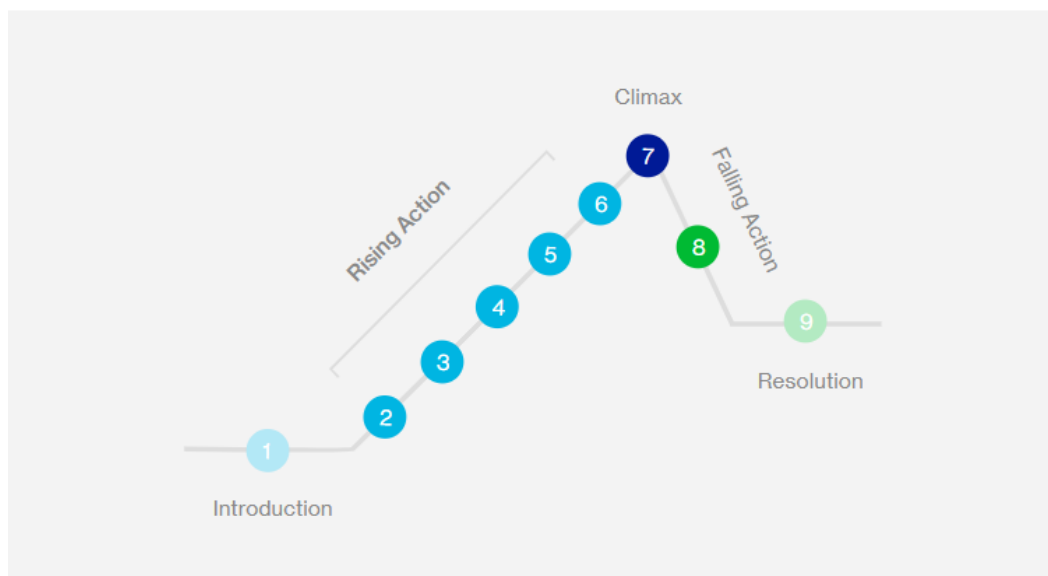 Climax
7
Falling Action
6
Rising Action
5
8
4
9
3
Resolution
2
1
Introduction